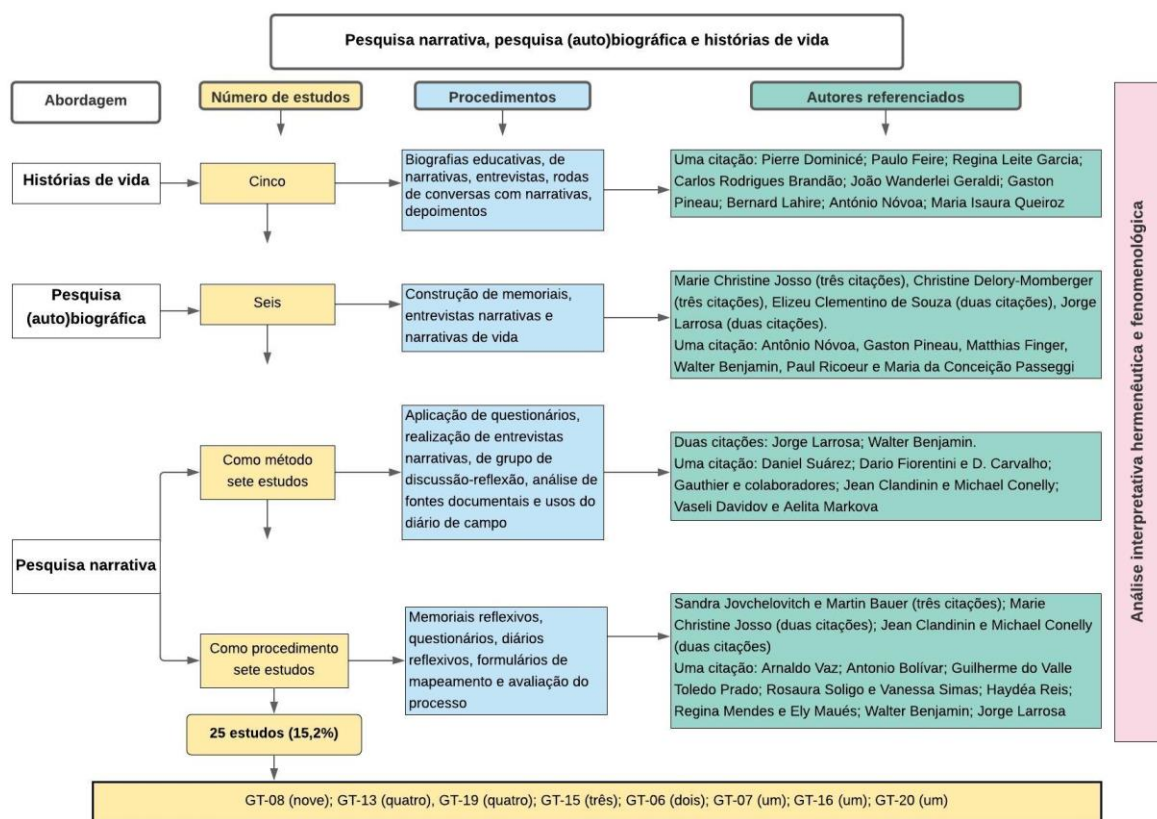 Pesquisa narrativa, pesquisa (auto)biográfica e histórias de vida
Abordagem
Número de estudos
Procedimentos
Autores referenciados
Histórias de vida
Cinco
Biografias educativas, de
narrativas, entrevistas, rodas
de conversas com narrativas,
depoimentos
Uma citação: Pierre Dominicé; Paulo Feire; Regina Leite Garcia;
Carlos Rodrigues Brandão; João Wanderlei Geraldi; Gaston
Pineau; Bernard Lahire; António Nóvoa; Maria Isaura Queiroz
Pesquisa
(auto)biográfica
Seis
Construção de memoriais,
entrevistas narrativas e
narrativas de vida
Marie Christine Josso (três citações), Christine Delory-Momberger
(três citações), Elizeu Clementino de Souza (duas citações), Jorge
Larrosa (duas citações).
Uma citação: Antônio Nóvoa, Gaston Pineau, Matthias Finger,
Walter Benjamin, Paul Ricoeur e Maria da Conceição Passeggi
Pesquisa narrativa
Como método
sete estudos
Aplicação de questionários,
realização de entrevistas
narrativas, de grupo de
discussão-reflexão, análise de
fontes documentais e usos do
diário de campo
Duas citações: Jorge Larrosa; Walter Benjamin.
Uma citação: Daniel Suárez; Dario Fiorentini e D. Carvalho;
Gauthier e colaboradores; Jean Clandinin e Michael Conelly;
Vaseli Davidov e Aelita Markova
Como procedimento
sete estudos
Memoriais reflexivos,
questionários, diários
reflexivos, formulários de
mapeamento e avaliação do
processo
Sandra Jovchelovitch e Martin Bauer (três citações); Marie
Christine Josso (duas citações); Jean Clandinin e Michael Conelly
(duas citações)
Uma citação: Arnaldo Vaz; Antonio Bolívar; Guilherme do Valle
Toledo Prado; Rosaura Soligo e Vanessa Simas; Haydéa Reis;
Regina Mendes e Ely Maués; Walter Benjamin; Jorge Larrosa
25 estudos (15,2%)
GT-08 (nove); GT-13 (quatro), GT-19 (quatro); GT-15 (três); GT-06 (dois); GT-07 (um); GT-16 (um); GT-20 (um)
Análise interpretativa hermenêutica e fenomenológica